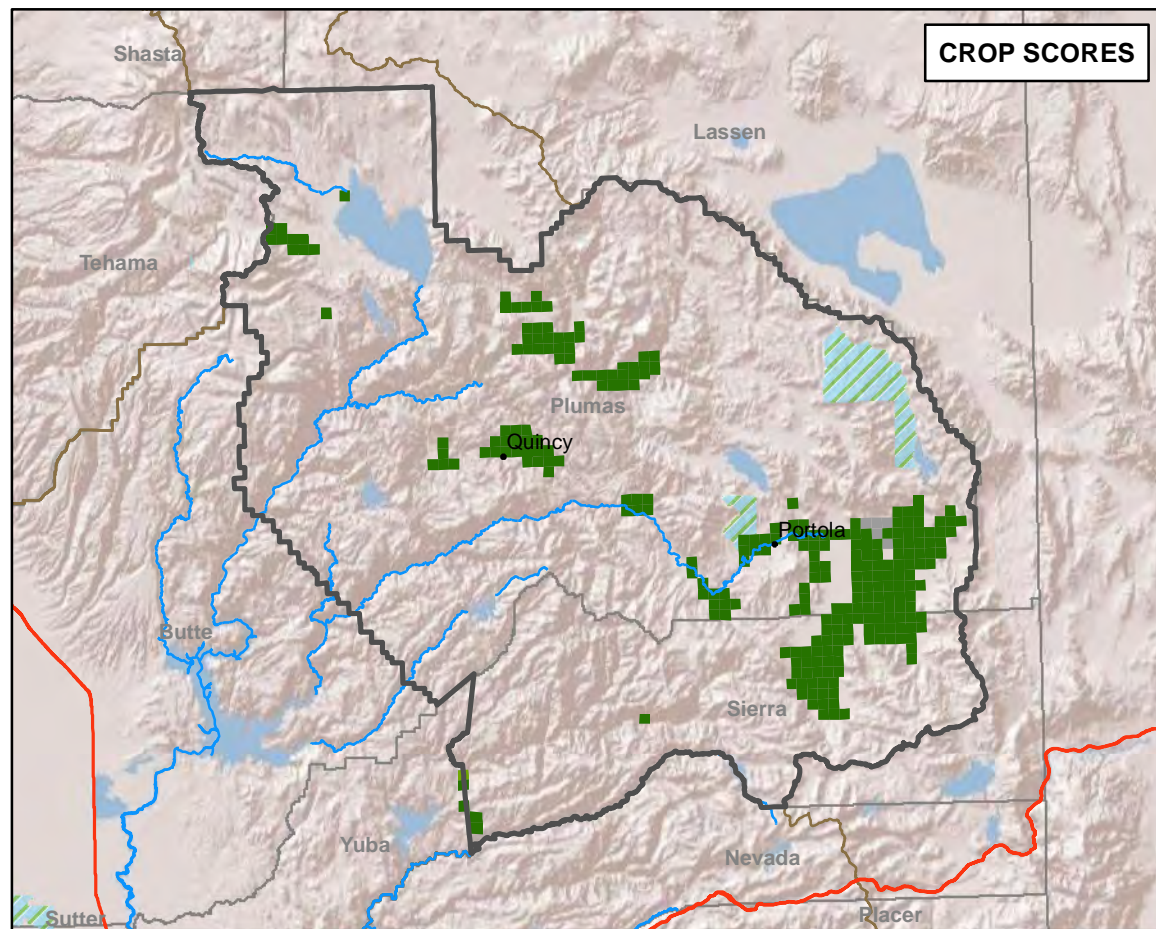 CROP SCORES
Shasta
Lassen
Tehama
Plumas
Quincy
Portola
Butte
Sierra
Yuba
Nevada
Sutter
Placer